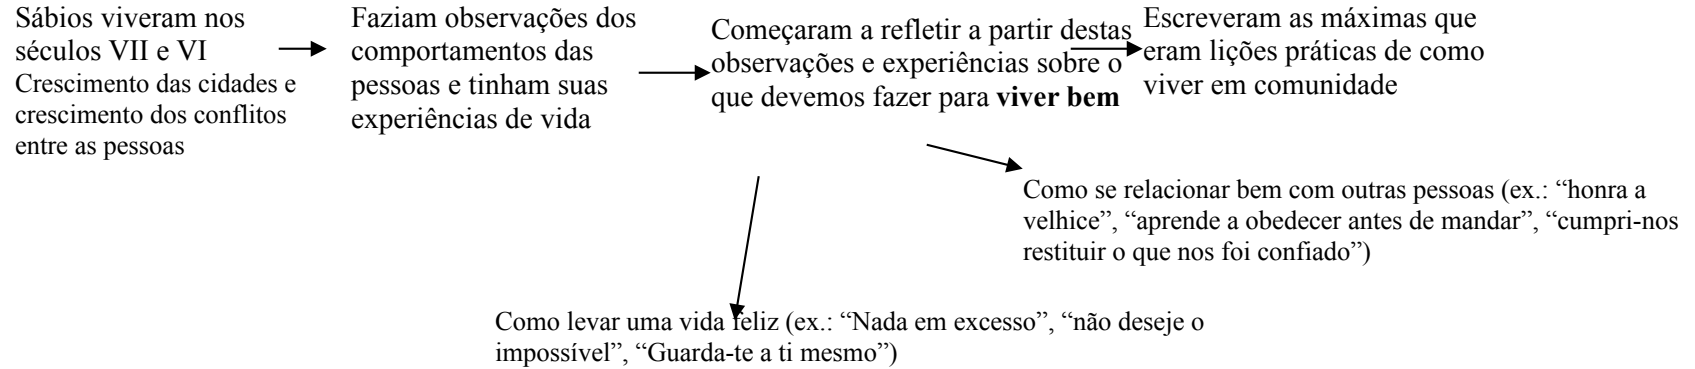 Sábios viveram nos
séculos VII e VI
Crescimento das cidades e
crescimento dos conflitos
entre as pessoas
Faziam observações dos
comportamentos das
pessoas e tinham suas
experiências de vida
Começaram a refletir a partir destas
observações e experiências sobre o
que devemos fazer para viver bem
Escreveram as máximas que
eram lições práticas de como
viver em comunidade
Como se relacionar bem com outras pessoas (ex.: “honra a
velhice”, “aprende a obedecer antes de mandar”, “cumpri-nos
restituir o que nos foi confiado”)
Como levar uma vida feliz (ex.: “Nada em excesso”, “não deseje o
impossível”, “Guarda-te a ti mesmo”)